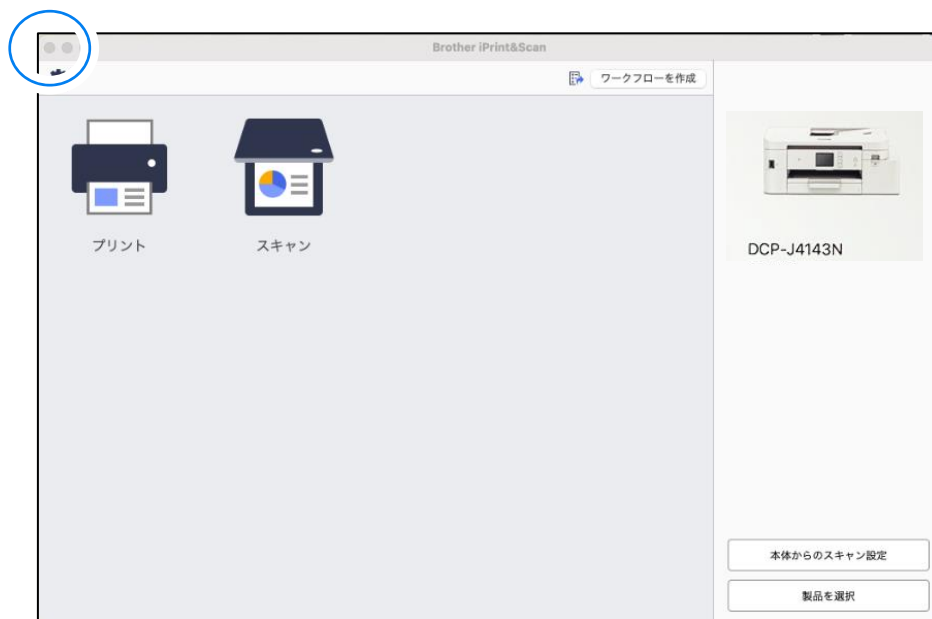 Brother iPrint&Scan
ワークフローを作成
プリント
スキャン
DCP-J4143N
本体からのスキャン設定
製品を選択